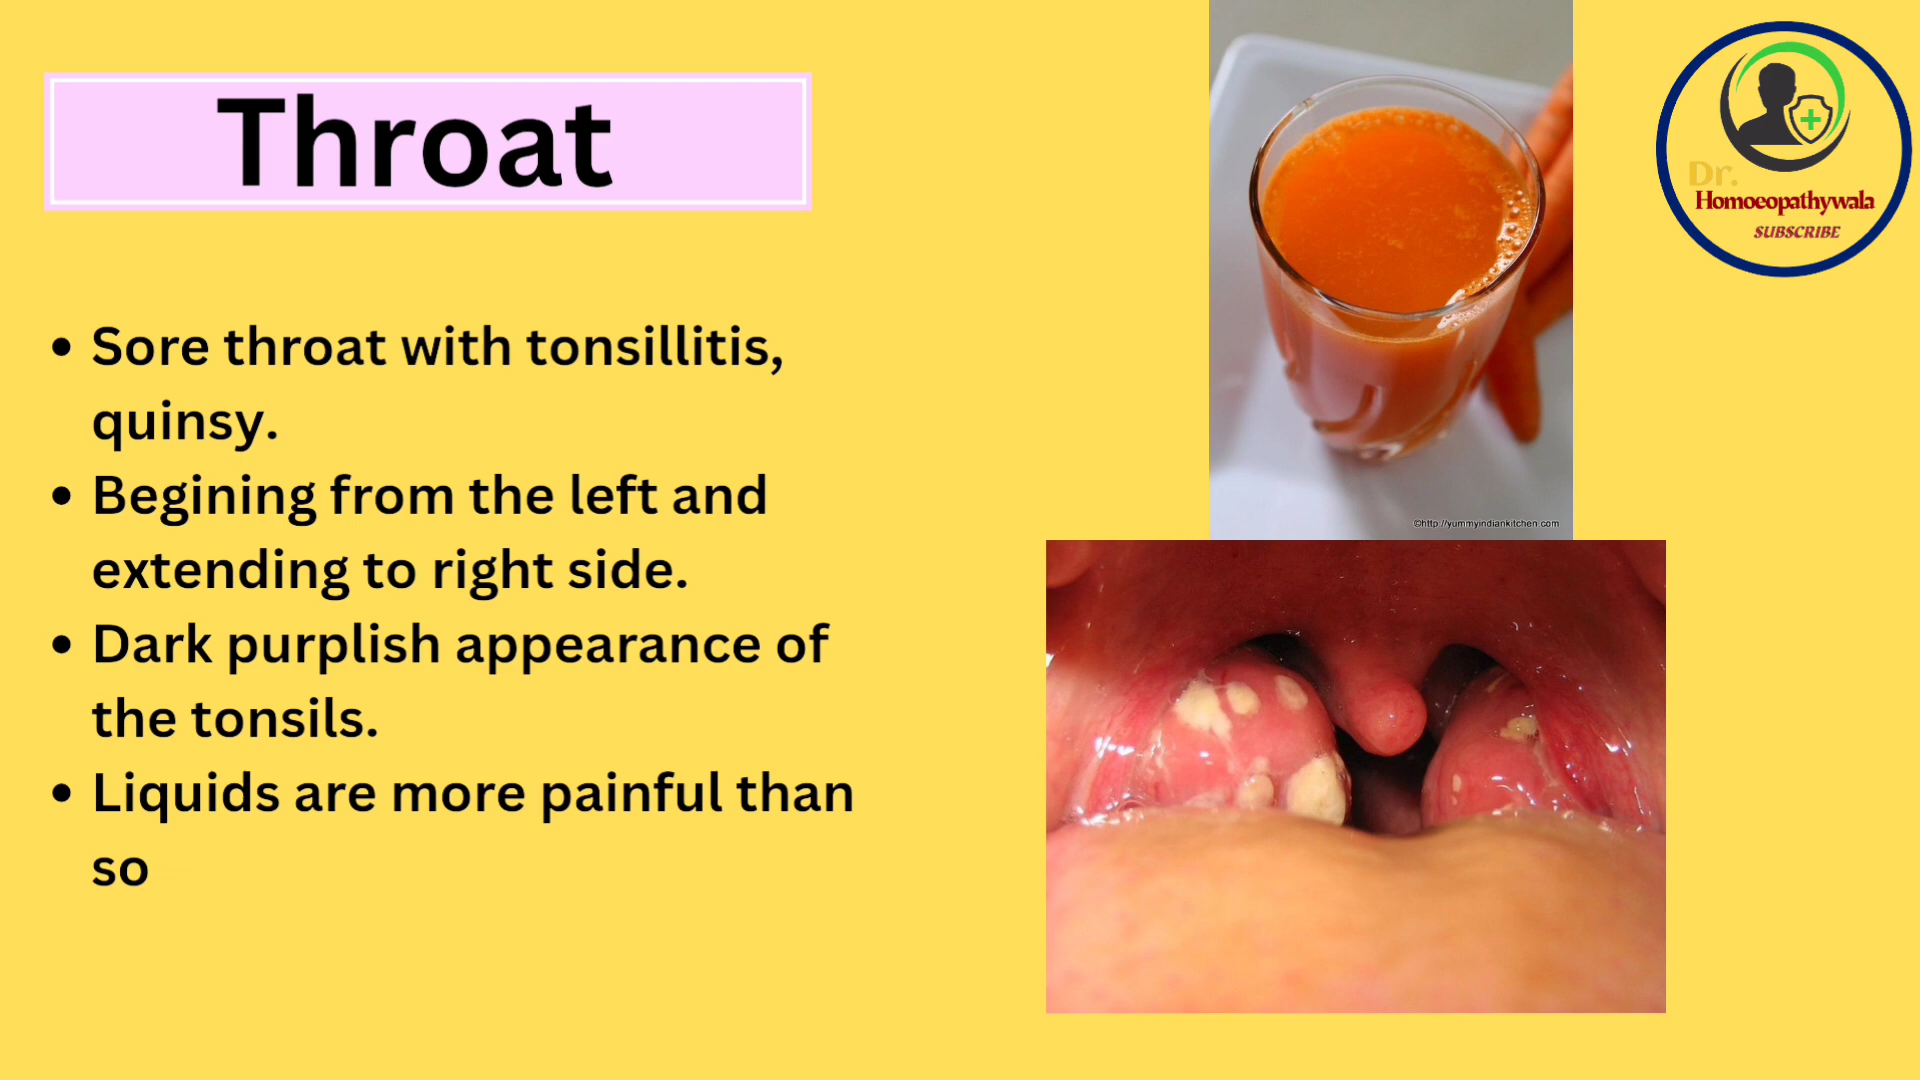 Throat
• Sore throat with tonsillitis,
quinsy.
• Begining from the left and
extending to right side.
• Dark purplish appearance of
the tonsils.
• Liquids are more painful than
so
©http://yummyindiankitchen.com
Dr.
Homoeopathywala
SUBSCRIBE